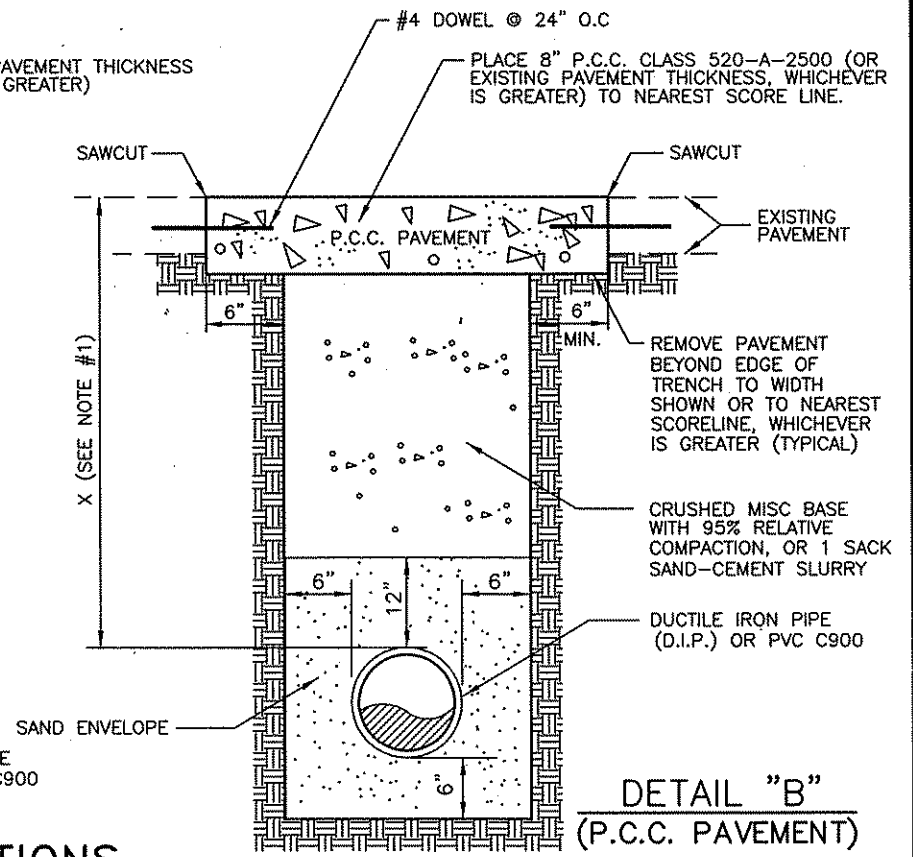 #4 DOWEL @ 24" O.C
AVEMENT THICKNESS
GREATER)
PLACE 8" P.C.C. CLASS 520-A-2500 (OR
EXISTING PAVEMENT THICKNESS, WHICHEVER
IS GREATER) TO NEAREST SCORE LINE.
SAWCUT
SAWCUT
P.C.C. PAVEMENT
EXISTING
PAVEMENT
6"
6"
MIN.
X (SEE NOTE #1)
REMOVE PAVEMENT
BEYOND EDGE OF
TRENCH TO WIDTH
SHOWN OR TO NEAREST
SCORELINE, WHICHEVER
IS GREATER (TYPICAL)
CRUSHED MISC BASE
WITH 95% RELATIVE
COMPACTION, OR 1 SACK
SAND-CEMENT SLURRY
6"
12"
6"
DUCTILE IRON PIPE
(D.I.P.) OR PVC C900
SAND ENVELOPE
E
C900
6"
DETAIL "B"
(P.C.C. PAVEMENT)
TIONS